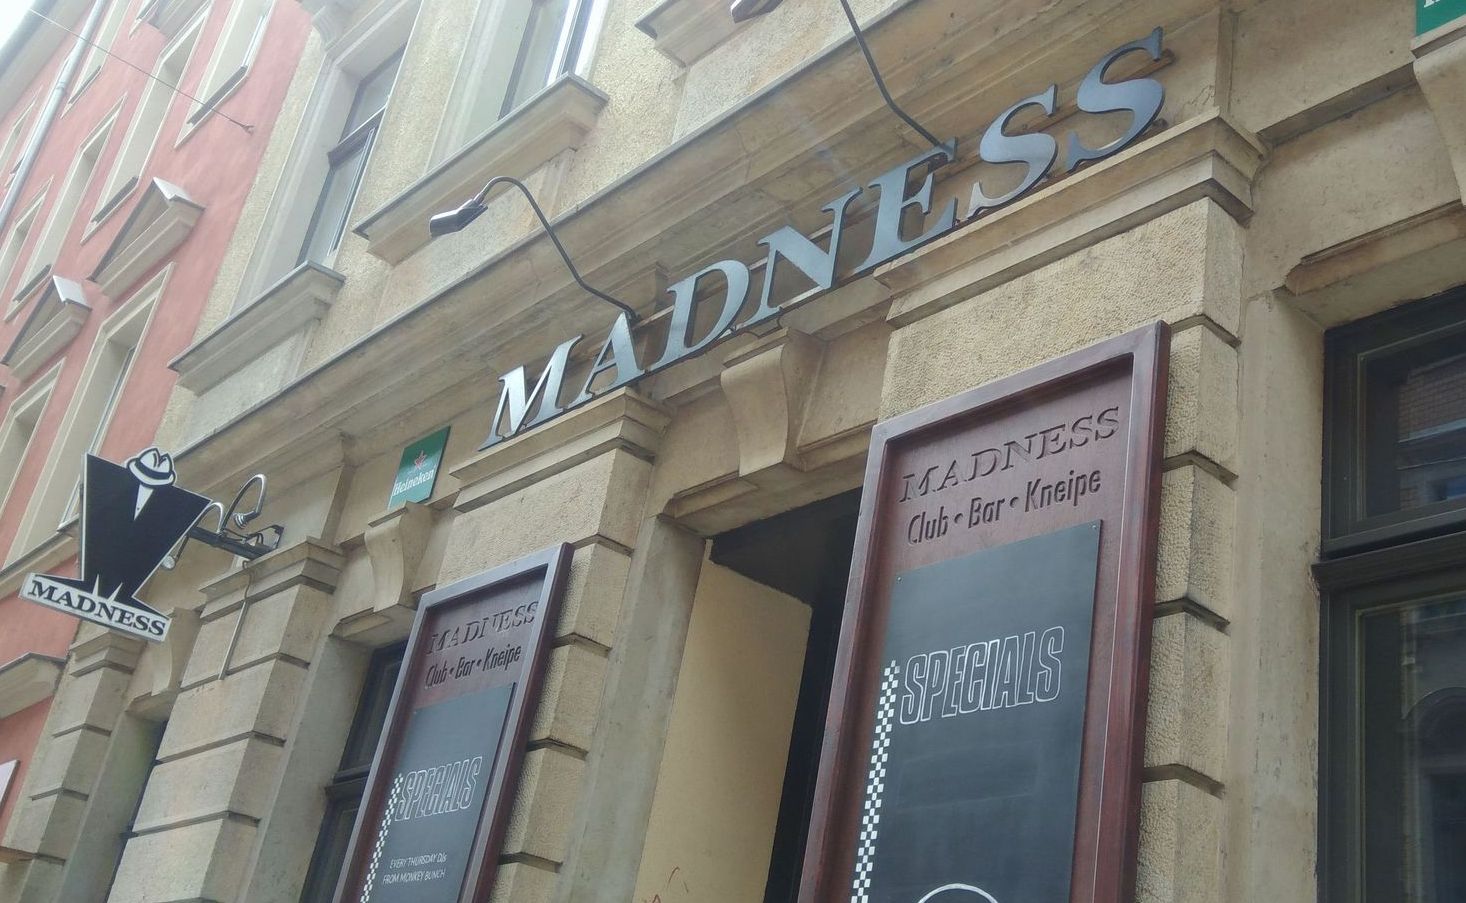 MADNESS
Heineken
MADNESS
MADNESS
Club • Bar • Kneipe
SPECIALS
EVERY THURSDAY DJs
FROM MONKEY BUNCH
MADNESS
Club • Bar • Kneipe
SPECIALS